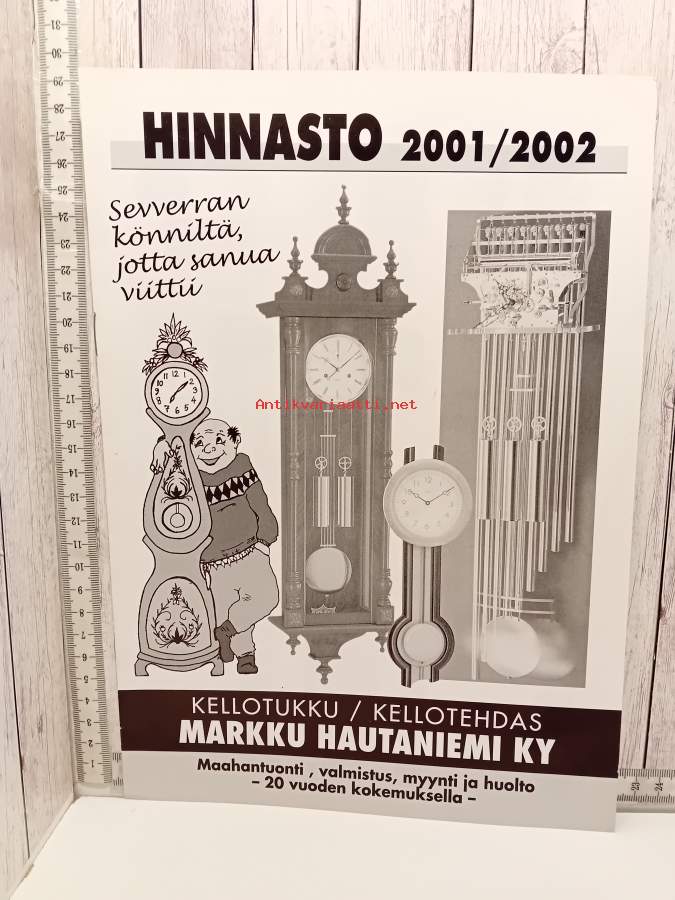 HINNASTO 2001/2002
Sevverran
könniltä,
jotta sanua
viittii
Antikvariaatti.net
KELLOTUKKU / KELLOTEHDAS
MARKKU HAUTANIEMI KY
Maahantuonti , valmistus, myynti ja huolto
– 20 vuoden kokemuksella –